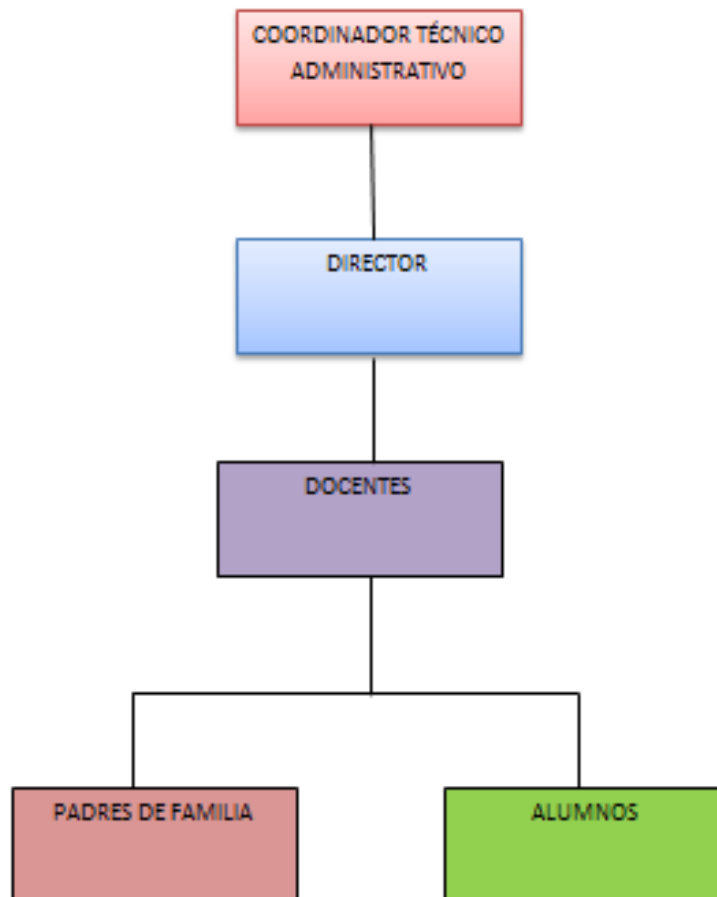 COORDINADOR TÉCNICO
ADMINISTRATIVO
DIRECTOR
DOCENTES
PADRES DE FAMILIA
ALUMNOS